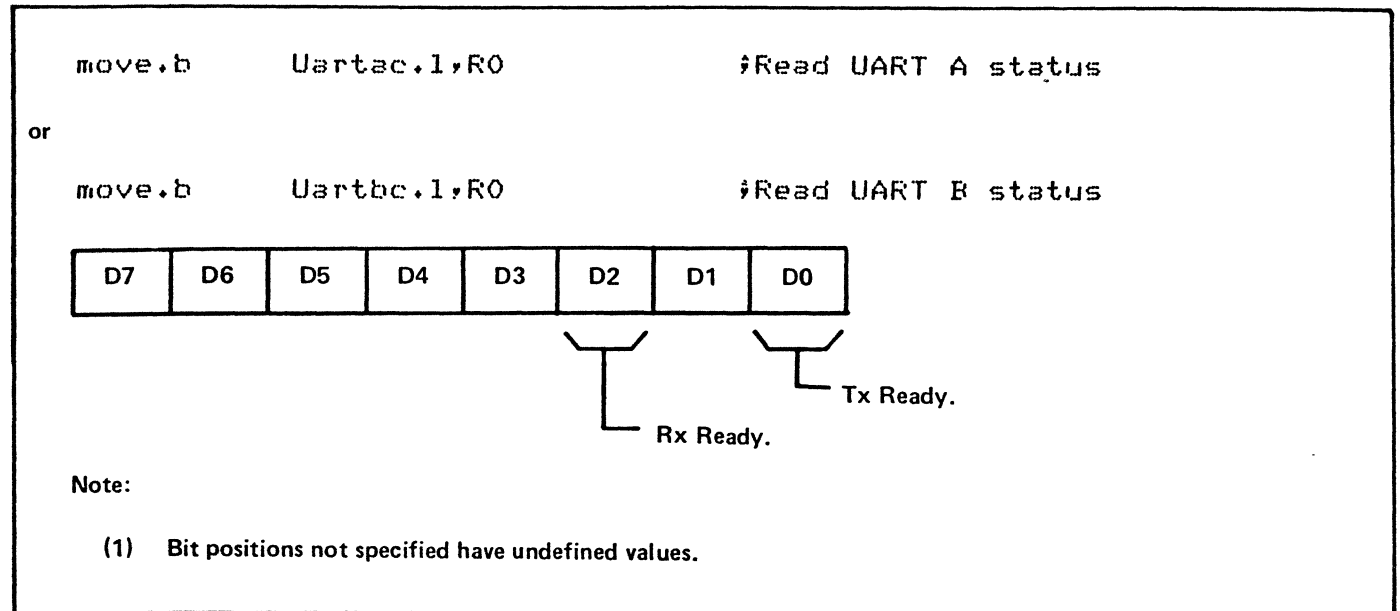 move.b Uartac.l,R0 ;Read UART A status
or
move.b Uartbc.l,R0 ;Read UART B status
D7 D6 D5 D4 D3 D2 D1 D0
Tx Ready.
Rx Ready.
Note:
(1) Bit positions not specified have undefined values.